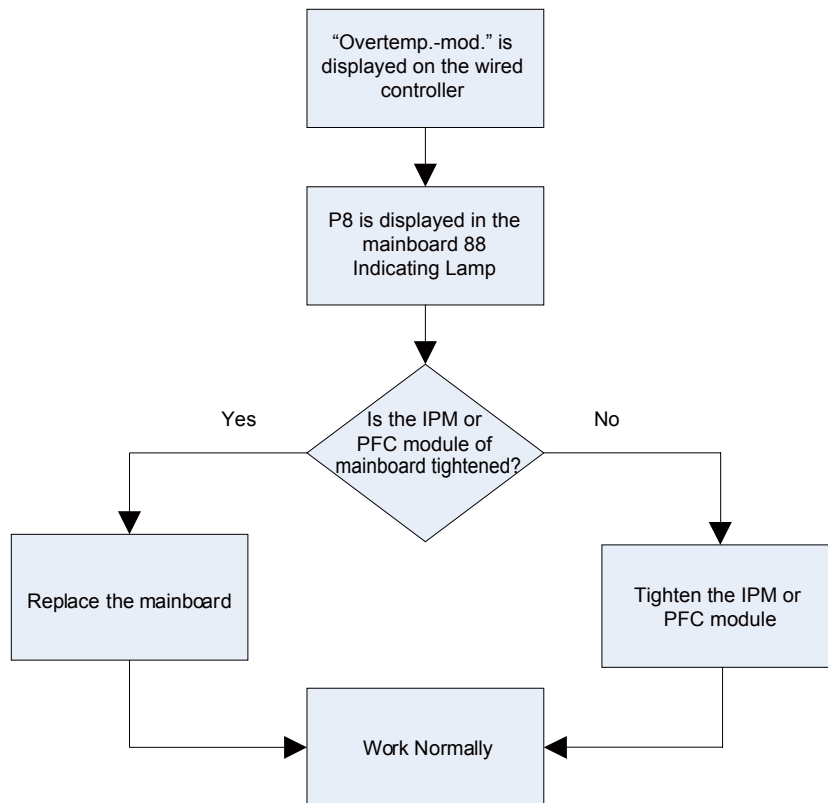 “Overtemp.-mod.” is
displayed on the wired
controller
P8 is displayed in the
mainboard 88
Indicating Lamp
Is the IPM or
PFC module of
mainboard tightened?
Yes
No
Replace the mainboard
Tighten the IPM or
PFC module
Work Normally